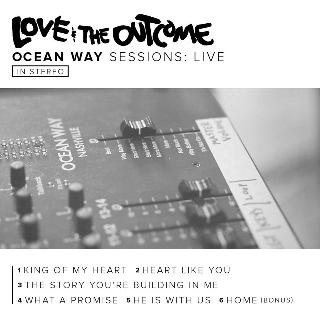 LOVE & THE OUTCOME
OCEAN WAY SESSIONS: LIVE
IN STEREO
OCEAN WAY
NASHVILLE
13-14
1 KING OF MY HEART 2 HEART LIKE YOU
3 THE STORY YOU'RE BUILDING IN ME
4 WHAT A PROMISE 5 HE IS WITH US 6 HOME (BONUS)